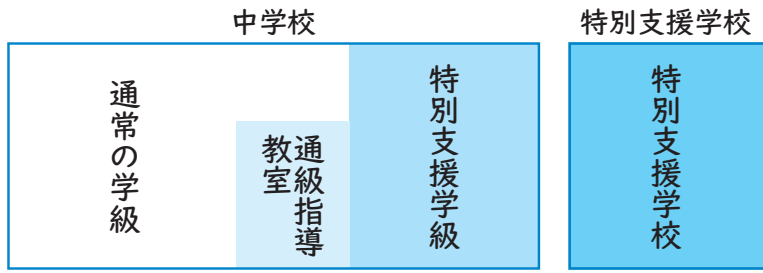 中学校
特別支援学校
通常の学級
通級指導
教室
特別支援学級
特別支援学校